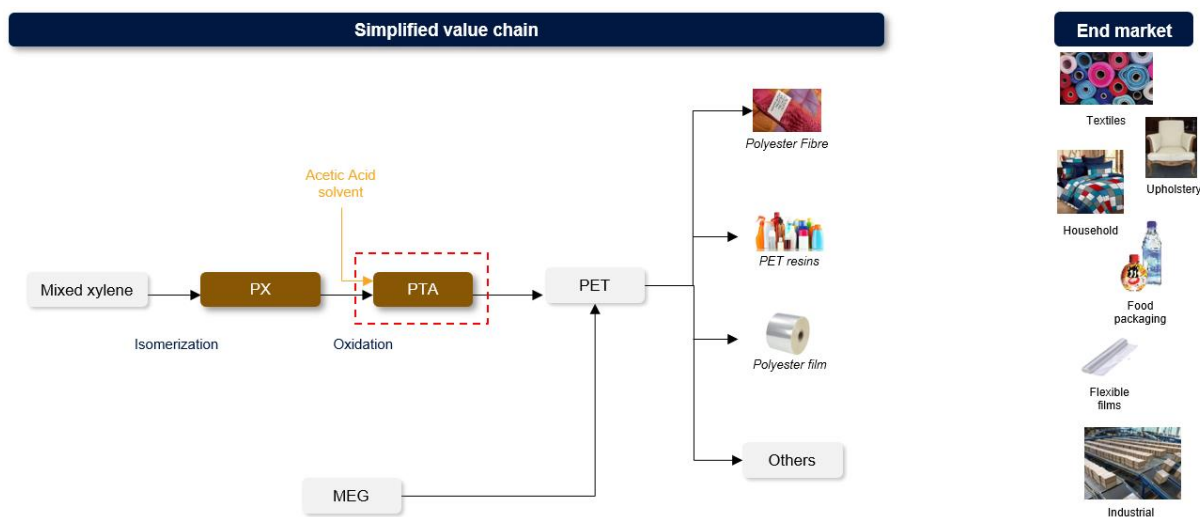 Simplified value chain
End market
Textiles
Upholstery
Household
Food
packaging
Flexible
films
Industrial
Polyester Fibre
PET resins
Polyester film
Others
Acetic Acid
solvent
Mixed xylene
PX
PTA
PET
Isomerization
Oxidation
MEG